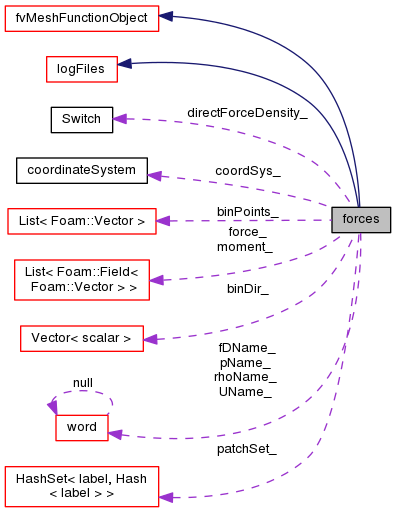 fvMeshFunctionObject
logFiles
directForceDensity_
Switch
coordSys_
coordinateSystem
binPoints_
forces
List< Foam::Vector >
force_
moment_
List< Foam::Field<
Foam::Vector > >
binDir_
Vector< scalar >
fDName_
pName_
rhoName_
UName_
null
word
patchSet_
HashSet< label, Hash
< label > >